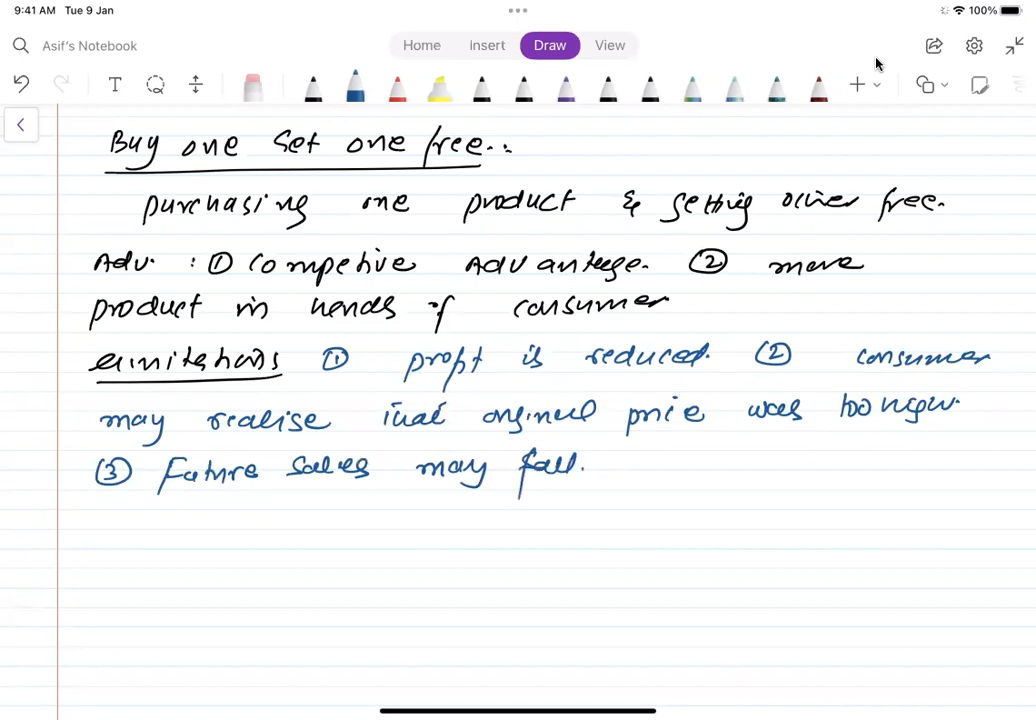 9:41 AM Tue 9 Jan 100%
Asif's Notebook Home Insert Draw View
Buy one Get one free..
purchasing one product & getting other free.
Adv. : ① Competive Advantage. ② more
product in hands of consumer
Limitations ① profit is reduced. ② consumer
may realise that original price was too high.
③ Future Sales may fall.